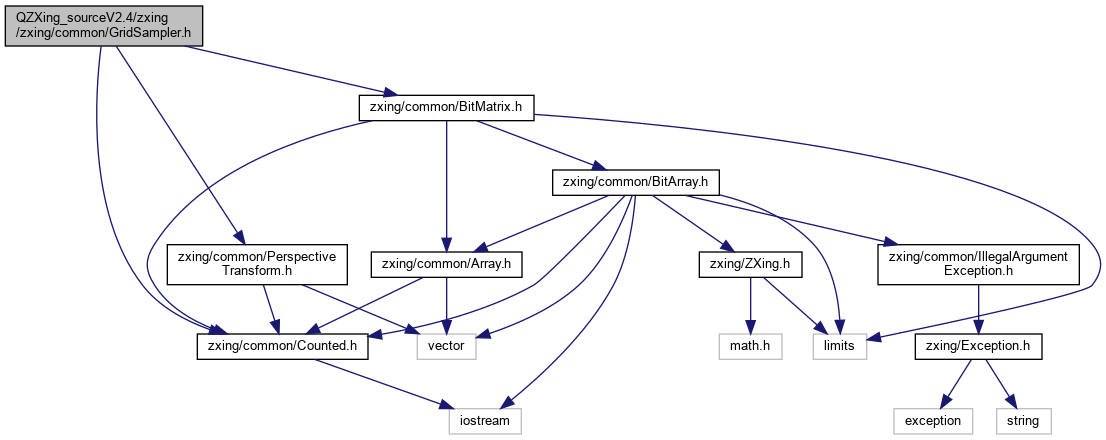 QZXing_sourceV2.4/zxing
/zxing/common/GridSampler.h
zxing/common/BitMatrix.h
zxing/common/BitArray.h
zxing/common/Perspective
Transform.h
zxing/common/Array.h
zxing/ZXing.h
zxing/common/IllegalArgument
Exception.h
zxing/common/Counted.h
vector
math.h
limits
zxing/Exception.h
iostream
exception
string